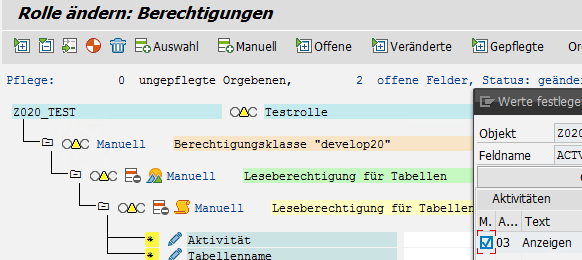 Rolle ändern: Berechtigungen
Auswahl Manuell Offene Veränderte Gepflegte
Pflege: 0 ungepflegte Orgebenen, 2 offene Felder, Status: geände
Werte festlege
Z020_TEST Testrolle
Objekt Z020
Manuell Berechtigungsklasse "develop20"
Feldname ACTV
Manuell Leseberechtigung für Tabellen
Aktivitäten
Manuell Leseberechtigung für Tabellen
M. A... Text
* Aktivität
03 Anzeigen
* Tabellenname